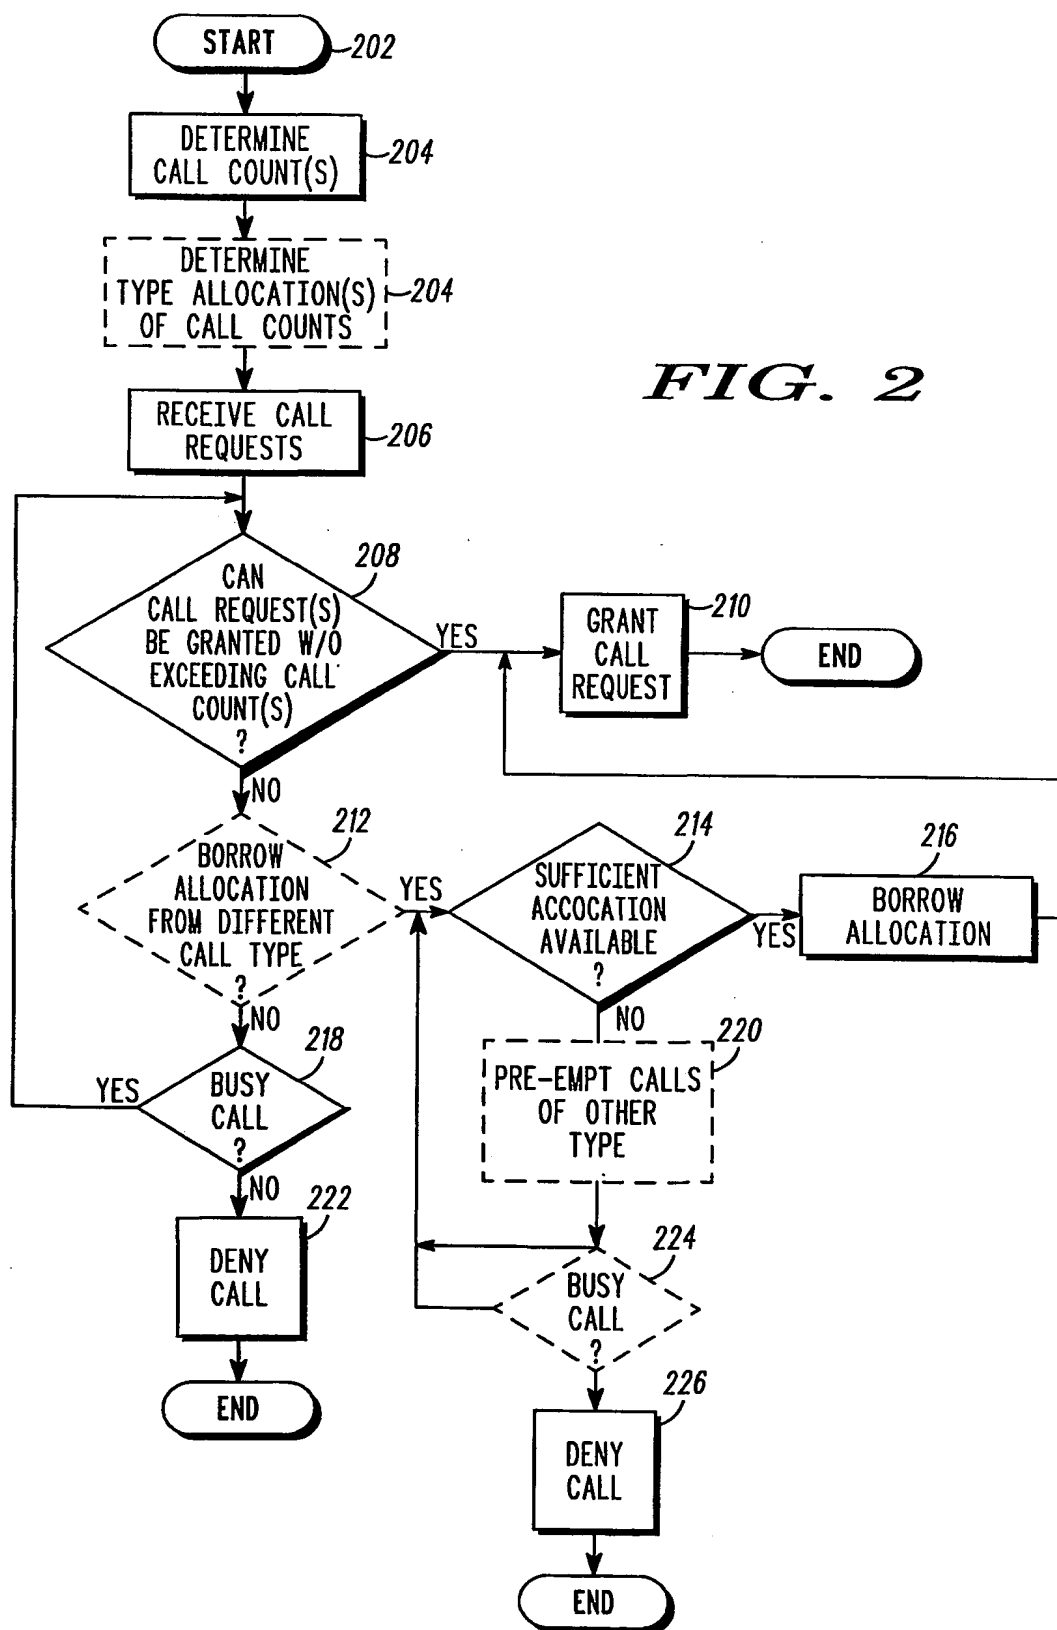 START
202
DETERMINE
CALL COUNT(S)
204
DETERMINE
TYPE ALLOCATION(S)
OF CALL COUNTS
204
FIG. 2
RECEIVE CALL
REQUESTS
206
CAN
CALL REQUEST(S)
BE GRANTED W/O
EXCEEDING CALL
COUNT(S)
?
208
YES
GRANT
CALL
REQUEST
210
END
NO
BORROW
ALLOCATION
FROM DIFFERENT
CALL TYPE
?
212
YES
SUFFICIENT
ACCOCATION
AVAILABLE
?
214
YES
BORROW
ALLOCATION
216
NO
NO
BUSY
CALL
?
218
YES
PRE-EMPT CALLS
OF OTHER
TYPE
220
NO
DENY
CALL
222
END
BUSY
CALL
?
224
DENY
CALL
226
END